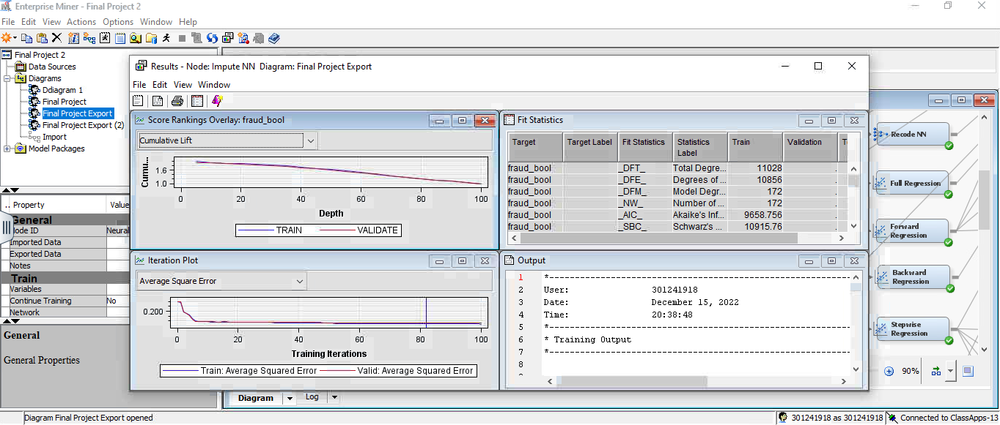 Enterprise Miner - Final Project 2
File Edit View Actions Options Window Help
Final Project 2
Data Sources
Diagrams
Ddiagram 1
Final Project
Final Project Export
Final Project Export (2)
Import
Model Packages
.. Property Value
General
Node ID Neural
Imported Data
Exported Data
Notes
Train
Variables
Continue Training No
Network
General
General Properties
Results - Node: Impute NN Diagram: Final Project Export
File Edit View Window
Score Rankings Overlay: fraud_bool
Cumulative Lift
Cumu...
1.6
1.0
0 20 40 60 80 100
Depth
TRAIN VALIDATE
Fit Statistics
Target Target Label Fit Statistics Statistics Label Train Validation T
fraud_bool _DFT_ Total Degre... 11028 .
fraud_bool _DFE_ Degrees of ... 10856 .
fraud_bool _DFM_ Model Degr... 172 .
fraud_bool _NW_ Number of ... 172 .
fraud_bool _AIC_ Akaike's Inf... 9658.756 .
fraud_bool _SBC_ Schwarz's ... 10915.76 .
Iteration Plot
Average Square Error
0.200
0 20 40 60 80 100
Training Iterations
Train: Average Squared Error Valid: Average Squared Error
Output
1 *------------------------------------------------------------
2 User: 301241918
3 Date: December 15, 2022
4 Time: 20:38:48
5 *------------------------------------------------------------
6 * Training Output
7 *------------------------------------------------------------
8
Recode NN
Full Regression
Forward
Regression
Backward
Regression
Stepwise
Regression
90%
Diagram Log
Diagram Final Project Export opened
301241918 as 301241918 Connected to ClassApps-13